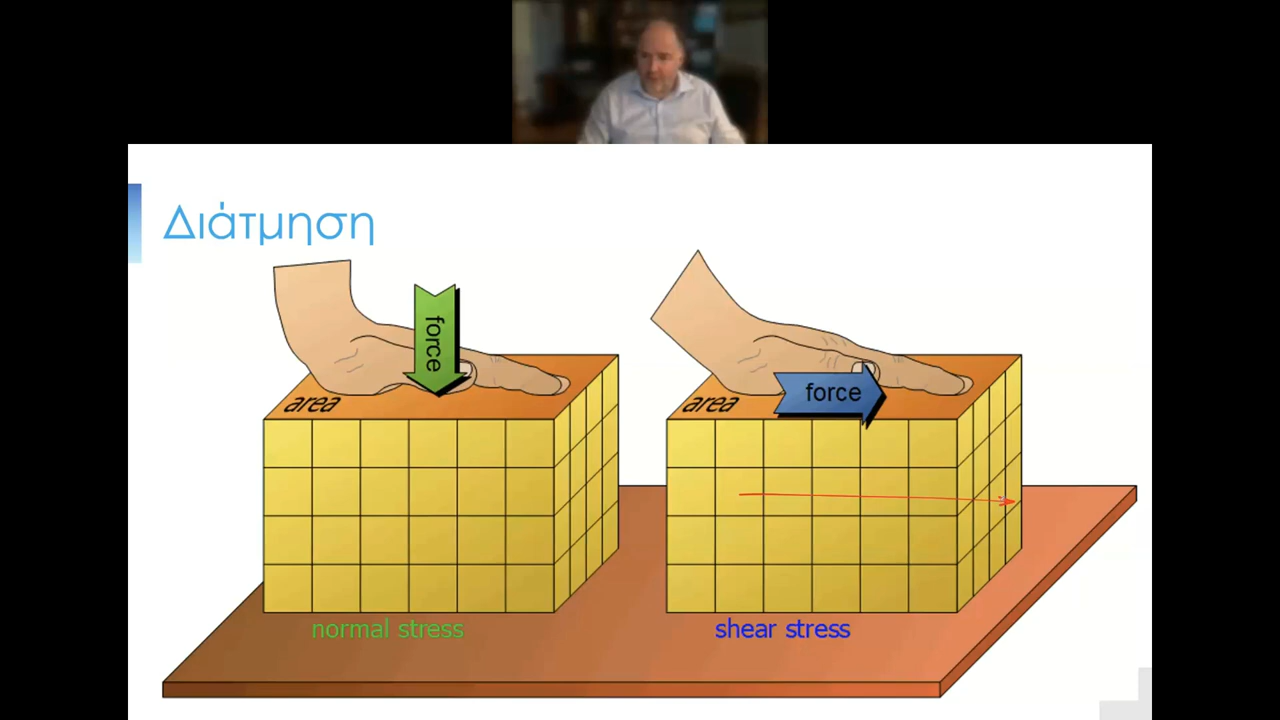 Διάτμηση
force
area
normal stress
force
area
shear stress